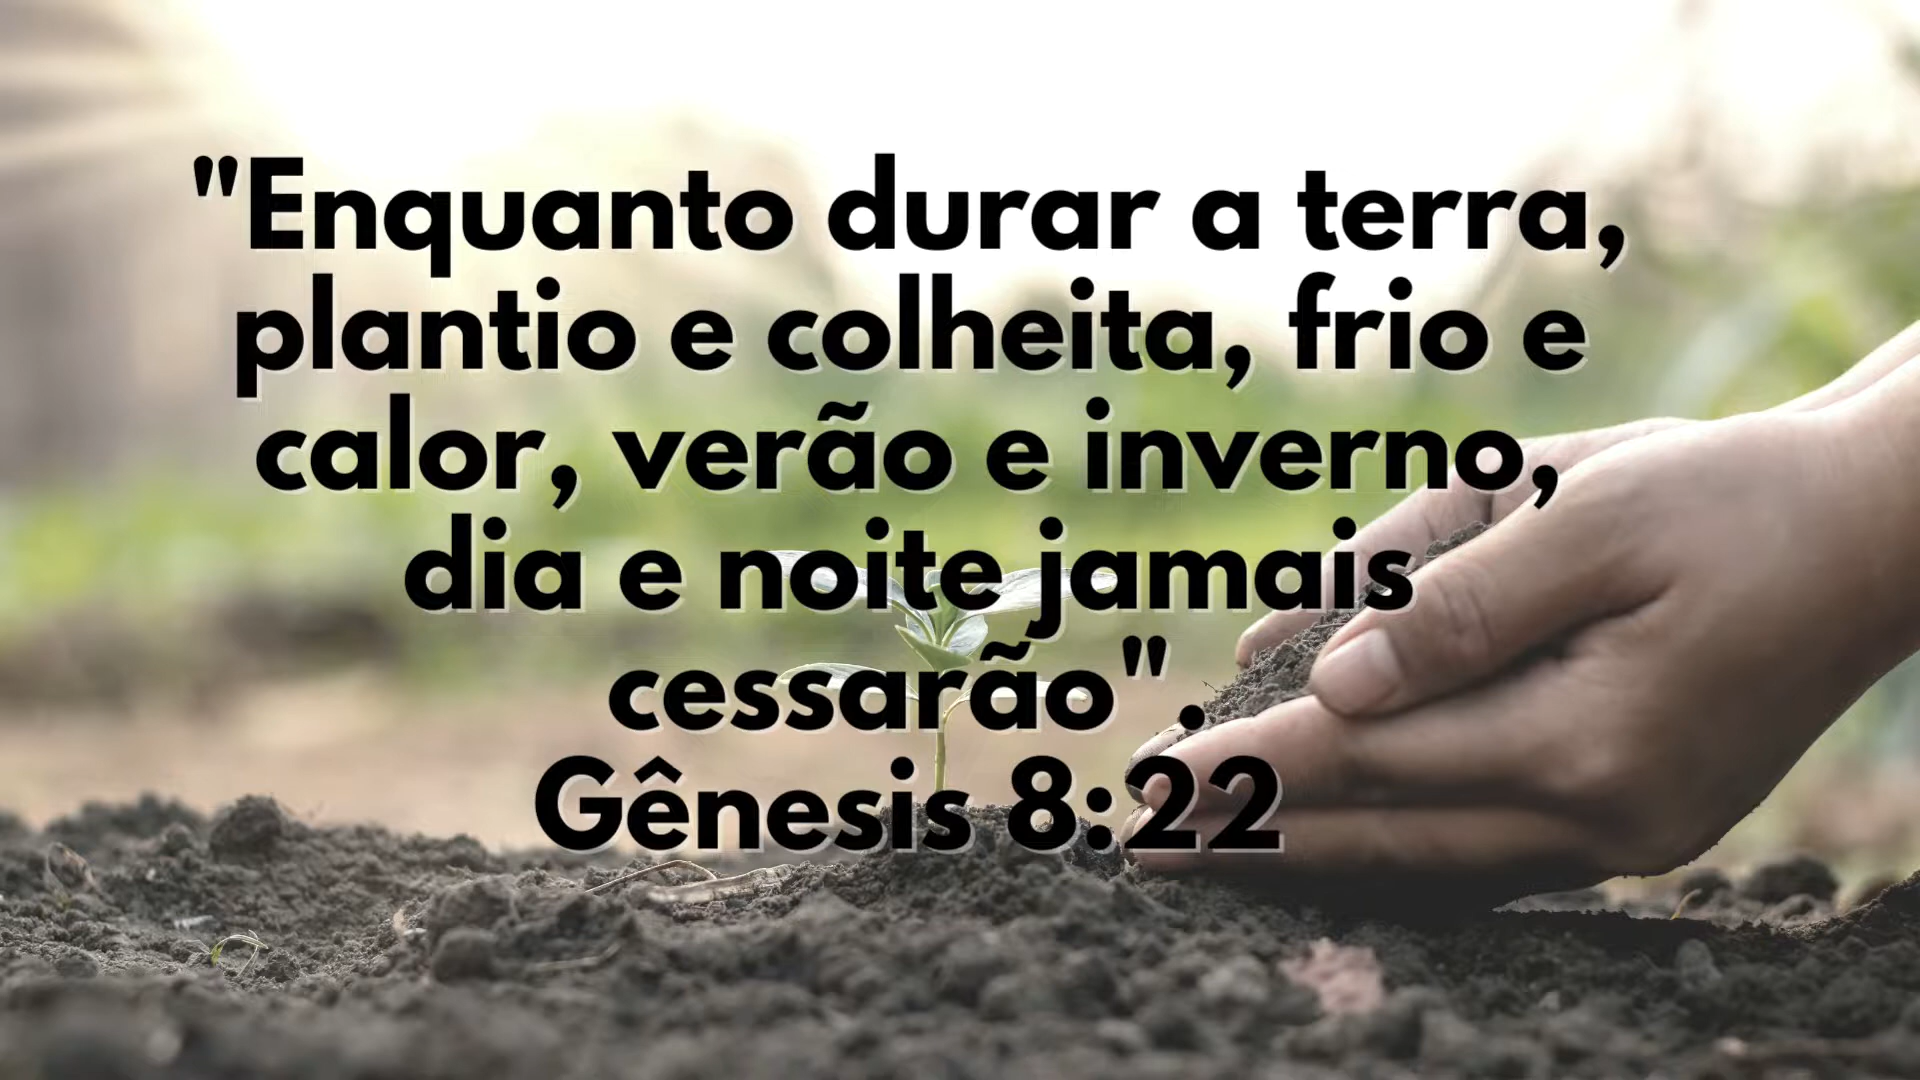 "Enquanto durar a terra,
plantio e colheita, frio e
calor, verão e inverno,
dia e noite jamais
cessarão".
Gênesis 8:22